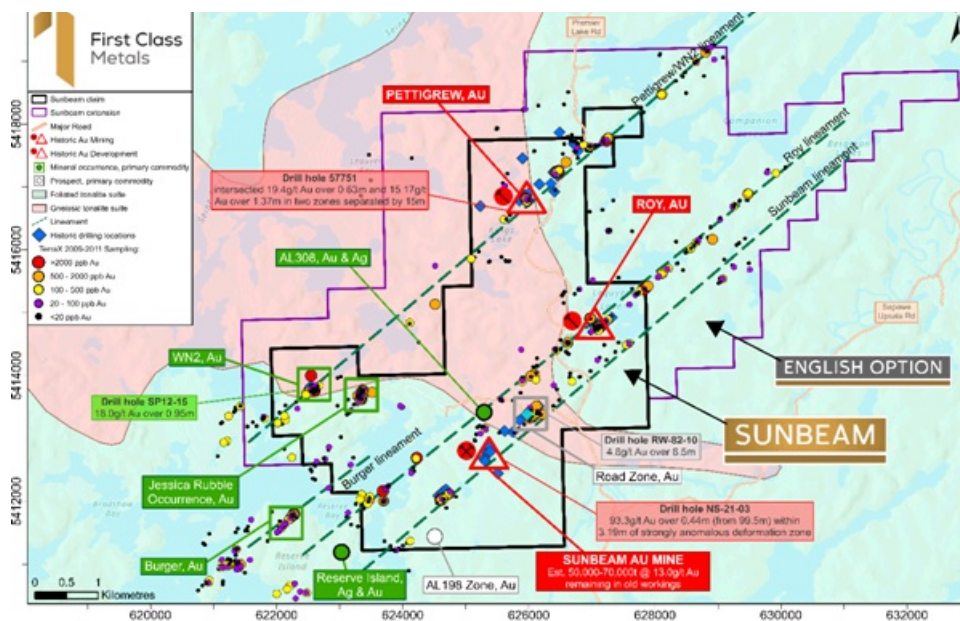 First Class
Metals
Sunbeam claim
Sunbeam extension
Major Road
Historic Au Mining
Historic Au Development
Mineral occurrence, primary commodity
Prospect, primary commodity
Foliated tonalite suite
Gneissic tonalite suite
Lineament
Historic drilling locations
TerraX 2009-2011 Sampling:
>2000 ppb Au
500 - 2000 ppb Au
100 - 500 ppb Au
20 - 100 ppb Au
<20 ppb Au
Premier
Lake Rd
Pettigrew/WN2 lineament
PETTIGREW, AU
Roy lineament
Sunbeam lineament
Drill hole 57751
intersected 19.4g/t Au over 0.63m and 15.17g/t
Au over 1.37m in two zones separated by 15m
ROY, AU
AL308, Au & Ag
Sapawe
Upsala Rd
WN2, Au
Drill hole SP12-15
18.0g/t Au over 0.95m
ENGLISH OPTION
SUNBEAM
Burger lineament
Drill hole RW-82-10
4.8g/t Au over 8.5m
Road Zone, Au
Jessica Rubble
Occurrence, Au
Drill hole NS-21-03
93.3g/t Au over 0.44m (from 99.5m) within
3.19m of strongly anomalous deformation zone
Burger, Au
Reserve
Island
Reserve Island,
Ag & Au
AL198 Zone, Au
SUNBEAM AU MINE
Est. 50,000-70,000t @ 13.0g/t Au
remaining in old workings
0 0.5 1
Kilometres
5418000
5416000
5414000
5412000
620000 622000 624000 626000 628000 630000 632000